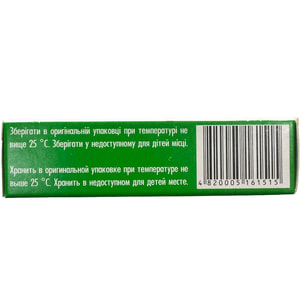 Зберігати в оригінальній упаковці при температурі не
вище 25 °С. Зберігати у недоступному для дітей місці.
Хранить в оригинальной упаковке при температуре не
выше 25 °С. Хранить в недоступном для детей месте.
4 820005 161515